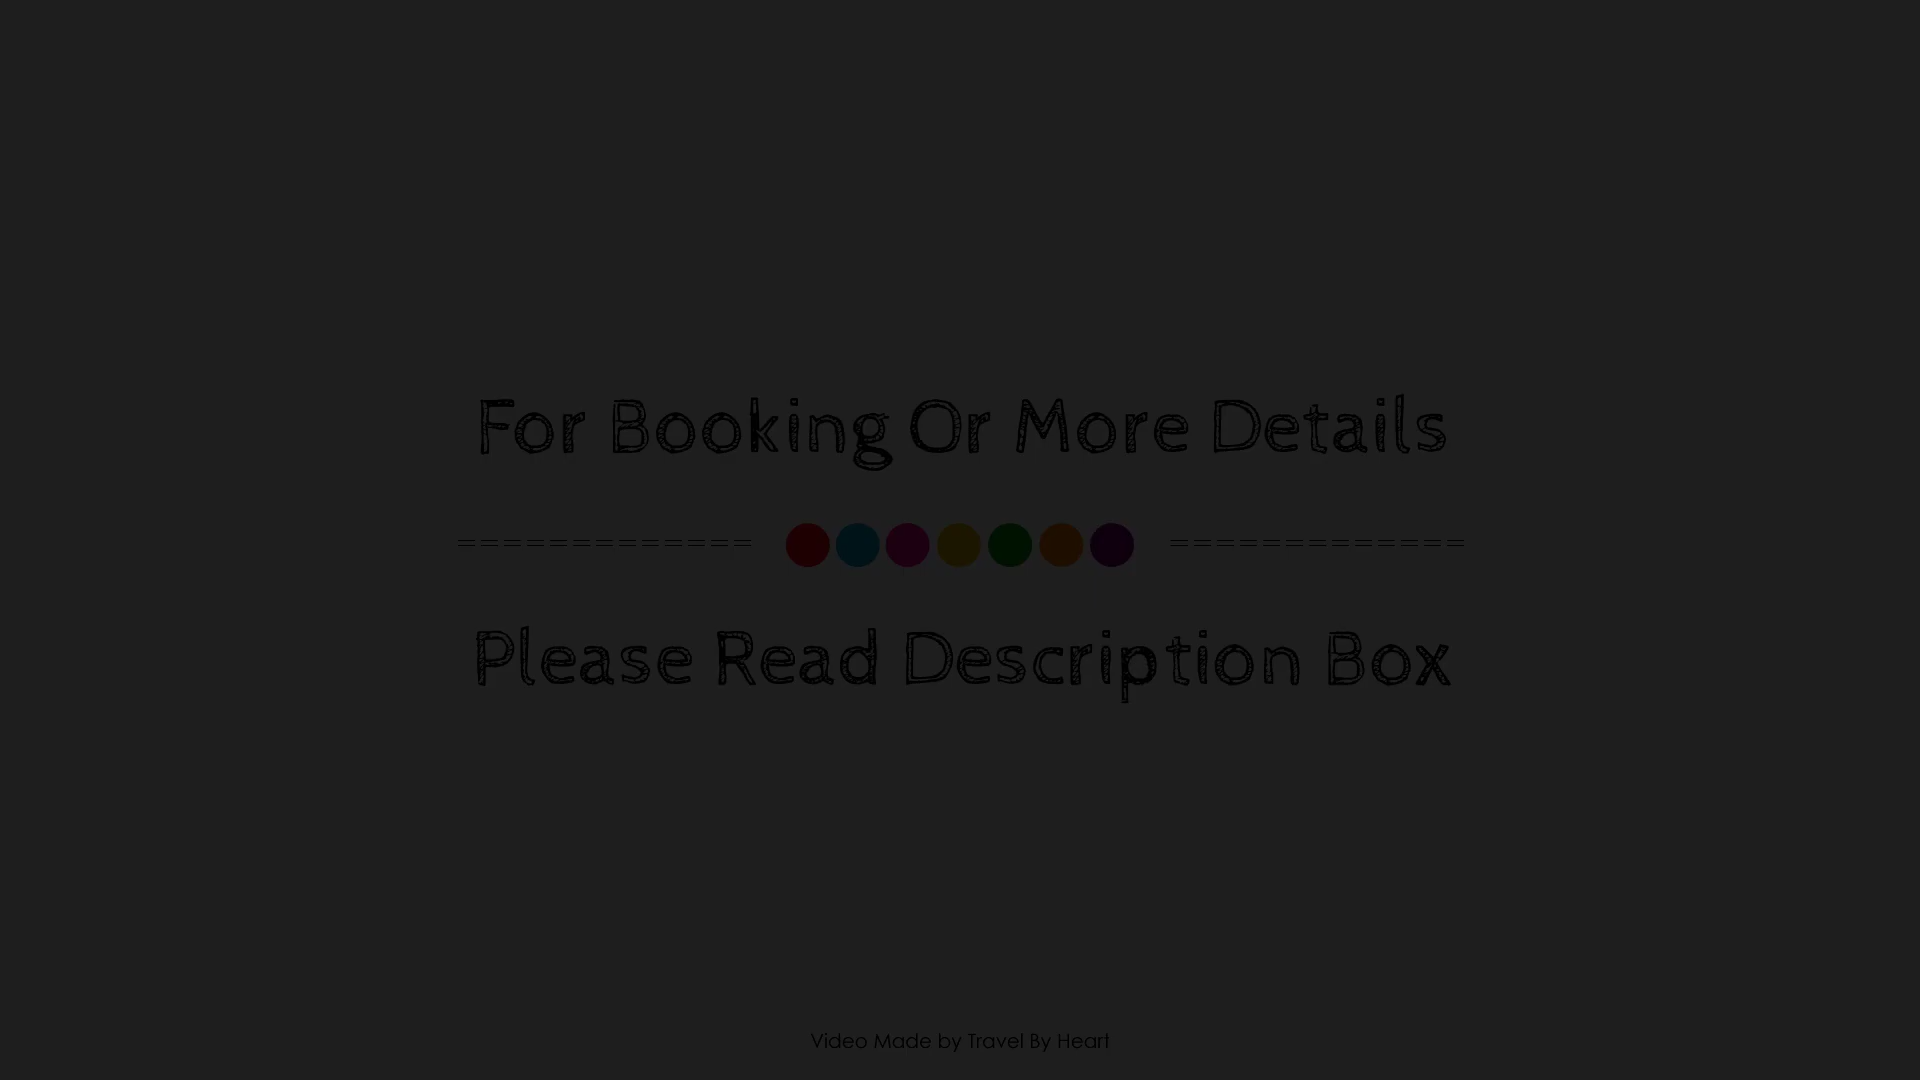 For Booking Or More Details
============= =============
Please Read Description Box
Video Made by Travel By Heart